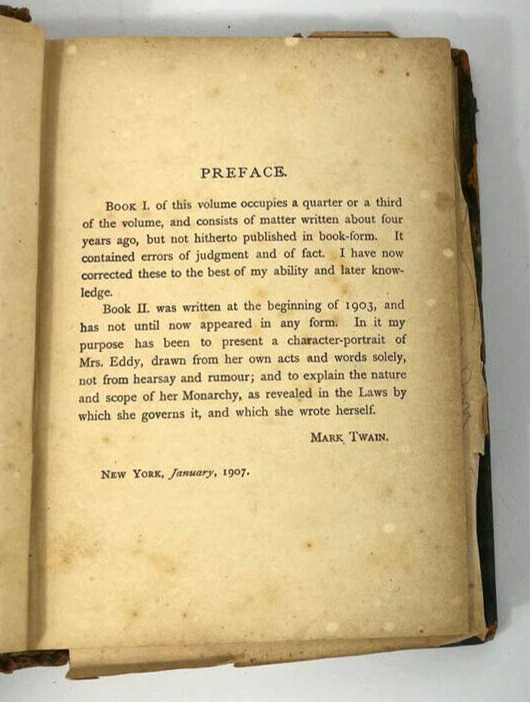 PREFACE.
BOOK I. of this volume occupies a quarter or a third
of the volume, and consists of matter written about four
years ago, but not hitherto published in book-form. It
contained errors of judgment and of fact. I have now
corrected these to the best of my ability and later know-
ledge.
BOOK II. was written at the beginning of 1903, and
has not until now appeared in any form. In it my
purpose has been to present a character-portrait of
Mrs. Eddy, drawn from her own acts and words solely,
not from hearsay and rumour; and to explain the nature
and scope of her Monarchy, as revealed in the Laws by
which she governs it, and which she wrote herself.
MARK TWAIN.
NEW YORK, January, 1907.